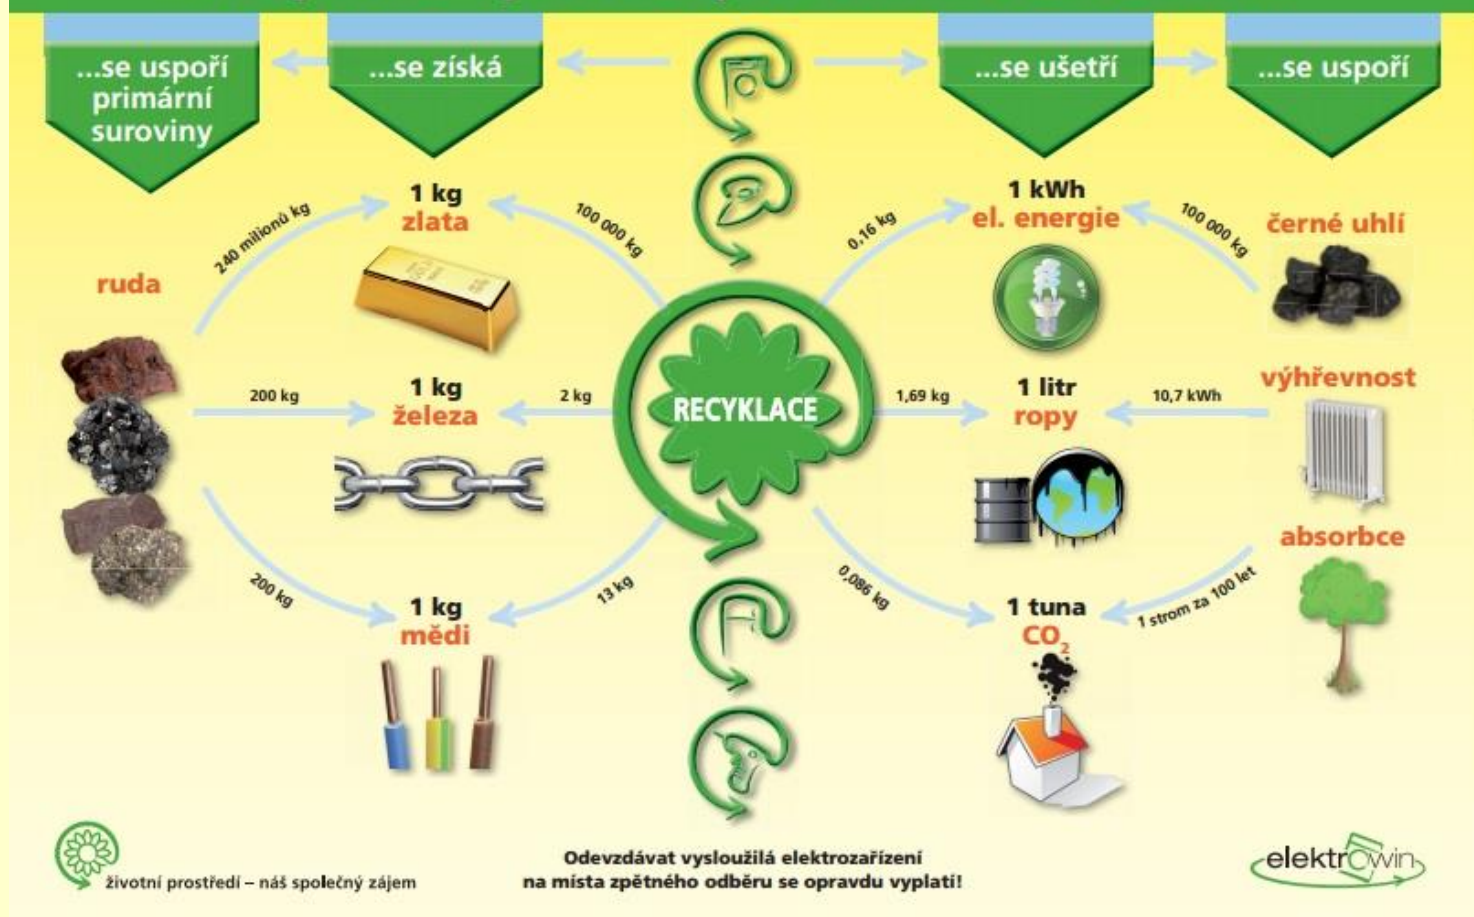 ...se uspoří
primární
suroviny
...se získá
...se ušetří
...se uspoří
ruda
240 milionů kg
1 kg
zlata
100 000 kg
200 kg
1 kg
železa
2 kg
200 kg
1 kg
mědi
13 kg
RECYKLACE
0,16 kg
1 kWh
el. energie
100 000 kg
černé uhlí
1,69 kg
1 litr
ropy
10,7 kWh
výhřevnost
0,086 kg
1 tuna
CO2
1 strom za 100 let
absorbce
životní prostředí – náš společný zájem
Odevzdávat vysloužilá elektrozařízení
na místa zpětného odběru se opravdu vyplatí!
elektrowin